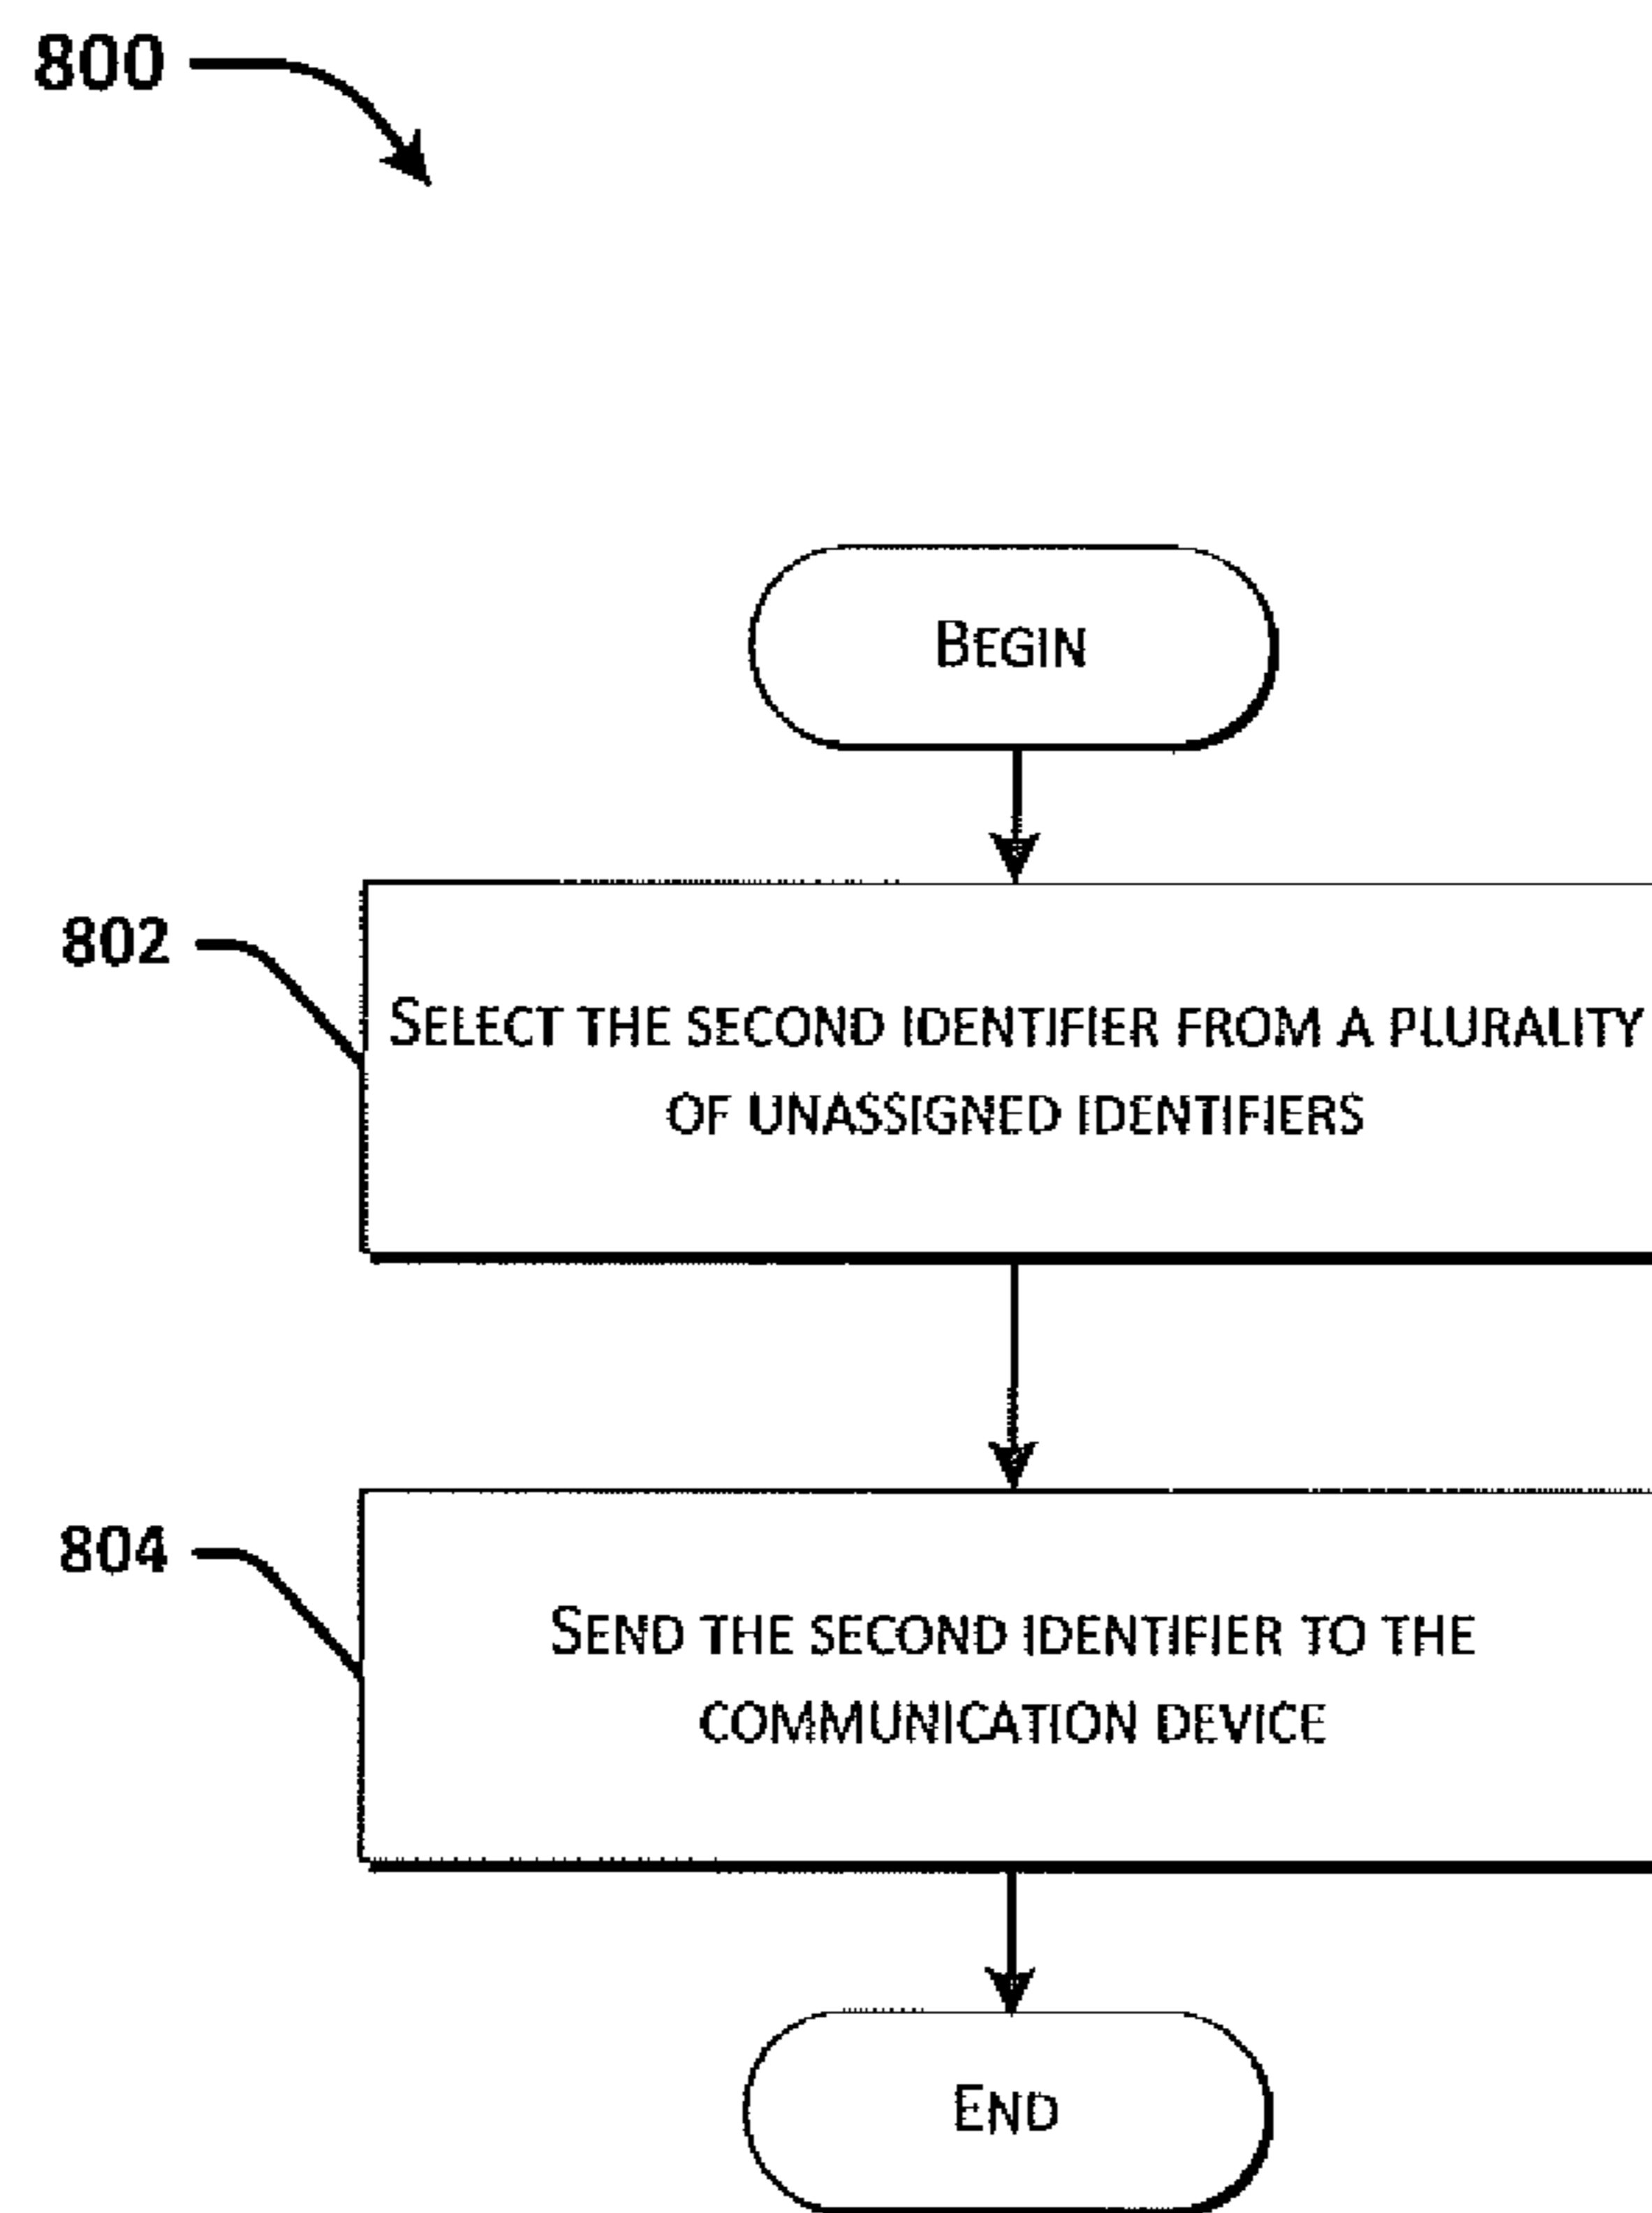 800
BEGIN
802
SELECT THE SECOND IDENTIFIER FROM A PLURALITY
OF UNASSIGNED IDENTIFIERS
804
SEND THE SECOND IDENTIFIER TO THE
COMMUNICATION DEVICE
END